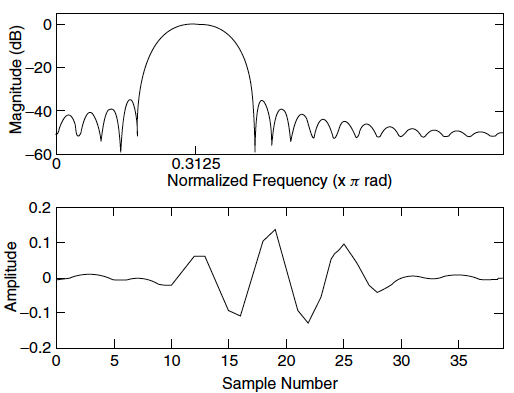 0
−20
−40
−60
Magnitude (dB)
0
0.3125
Normalized Frequency (x π rad)
0.2
0.1
0
−0.1
−0.2
Amplitude
0 5 10 15 20 25 30 35
Sample Number